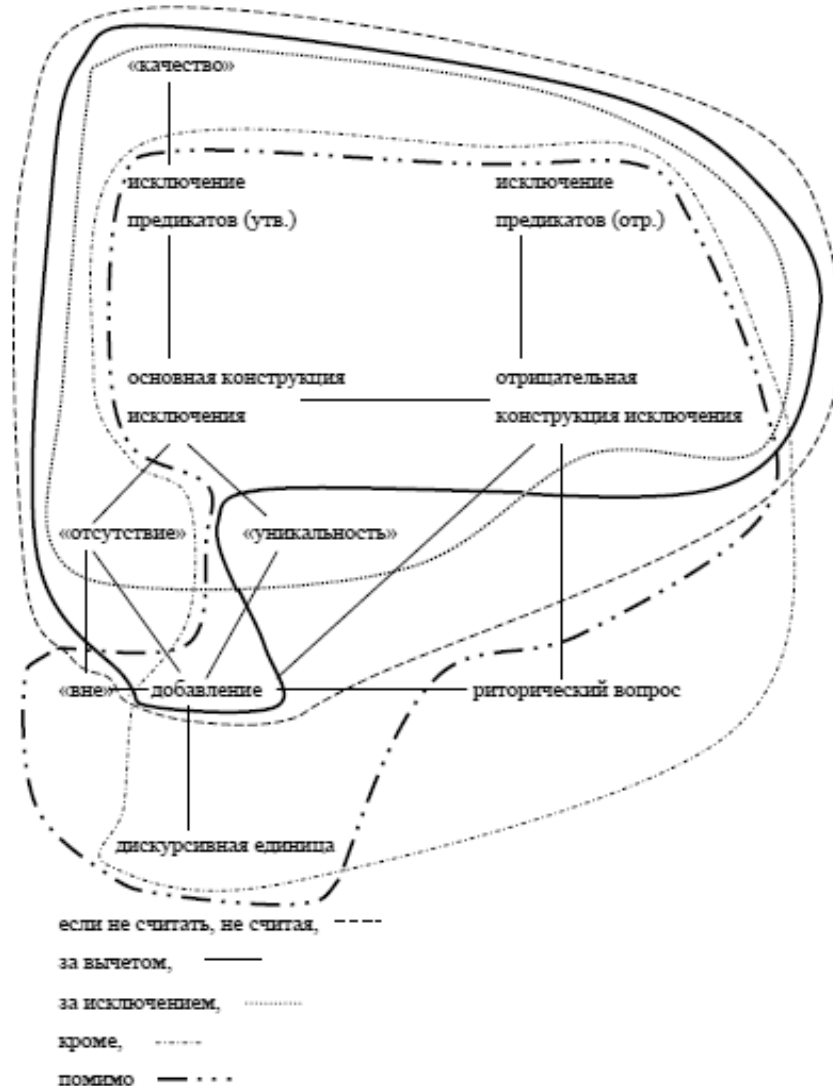 «качество»
исключение
предикатов (утв.)
исключение
предикатов (отр.)
основная конструкция
исключения
отрицательная
конструкция исключения
«отсутствие» «уникальность»
«вне» добавление риторический вопрос
дискурсивная единица
если не считать, не считая,
за вычетом,
за исключением,
кроме,
помимо